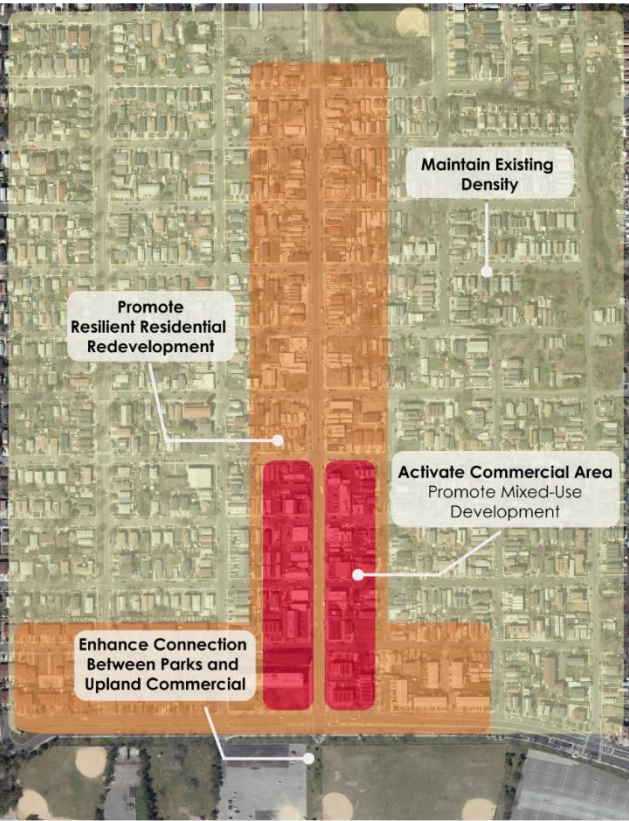 Maintain Existing
Density
Promote
Resilient Residential
Redevelopment
Activate Commercial Area
Promote Mixed-Use
Development
Enhance Connection
Between Parks and
Upland Commercial